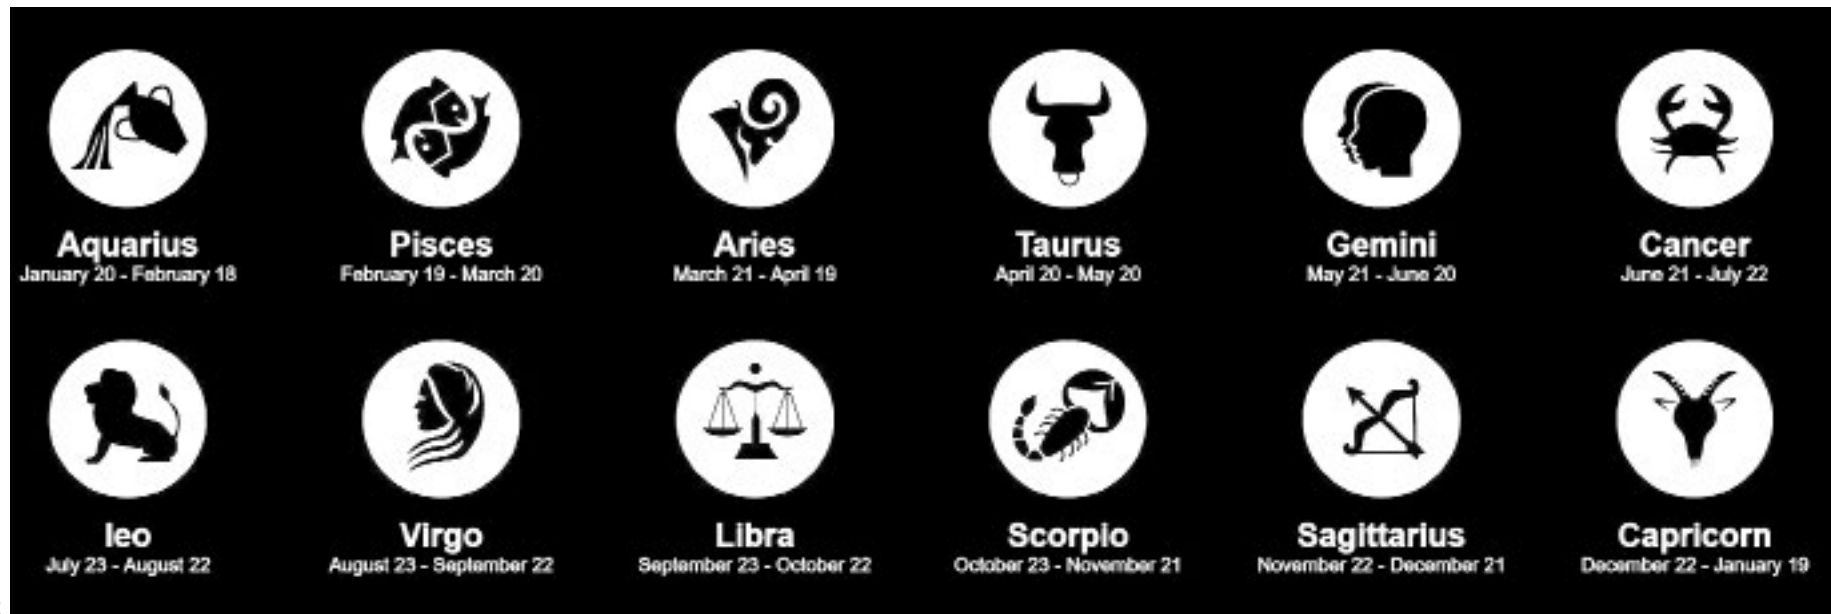 Aquarius
January 20 - February 18
Pisces
February 19 - March 20
Aries
March 21 - April 19
Taurus
April 20 - May 20
Gemini
May 21 - June 20
Cancer
June 21 - July 22
leo
July 23 - August 22
Virgo
August 23 - September 22
Libra
September 23 - October 22
Scorpio
October 23 - November 21
Sagittarius
November 22 - December 21
Capricorn
December 22 - January 19